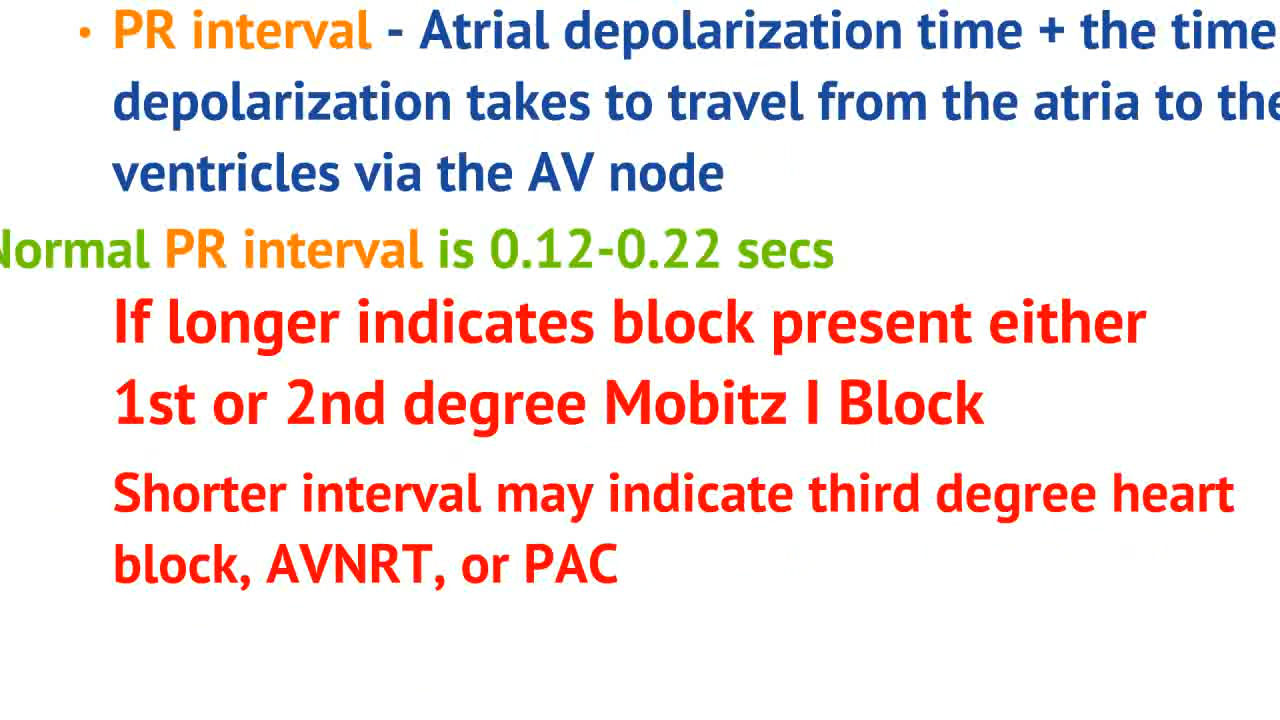 • PR interval - Atrial depolarization time + the time
depolarization takes to travel from the atria to the
ventricles via the AV node
Normal PR interval is 0.12-0.22 secs
If longer indicates block present either
1st or 2nd degree Mobitz I Block
Shorter interval may indicate third degree heart
block, AVNRT, or PAC